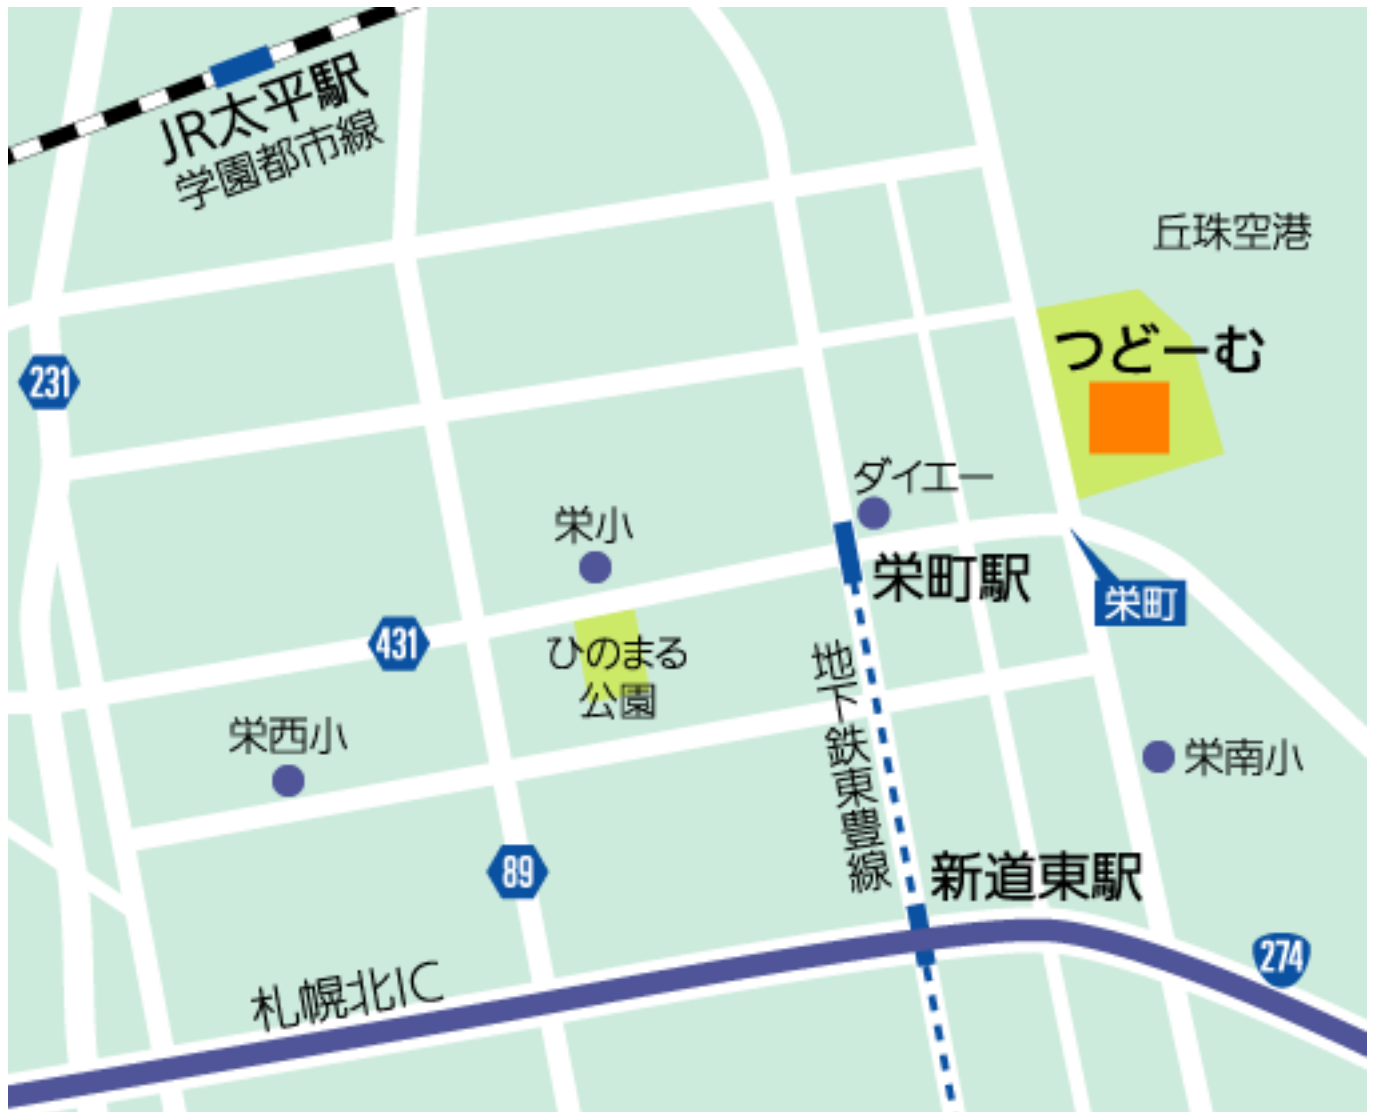 JR太平駅
学園都市線
丘珠空港
つどーむ
231
ダイエー
栄小
栄町駅
栄町
431
ひのまる
公園
地下鉄東豊線
栄西小
栄南小
89
新道東駅
274
札幌北IC